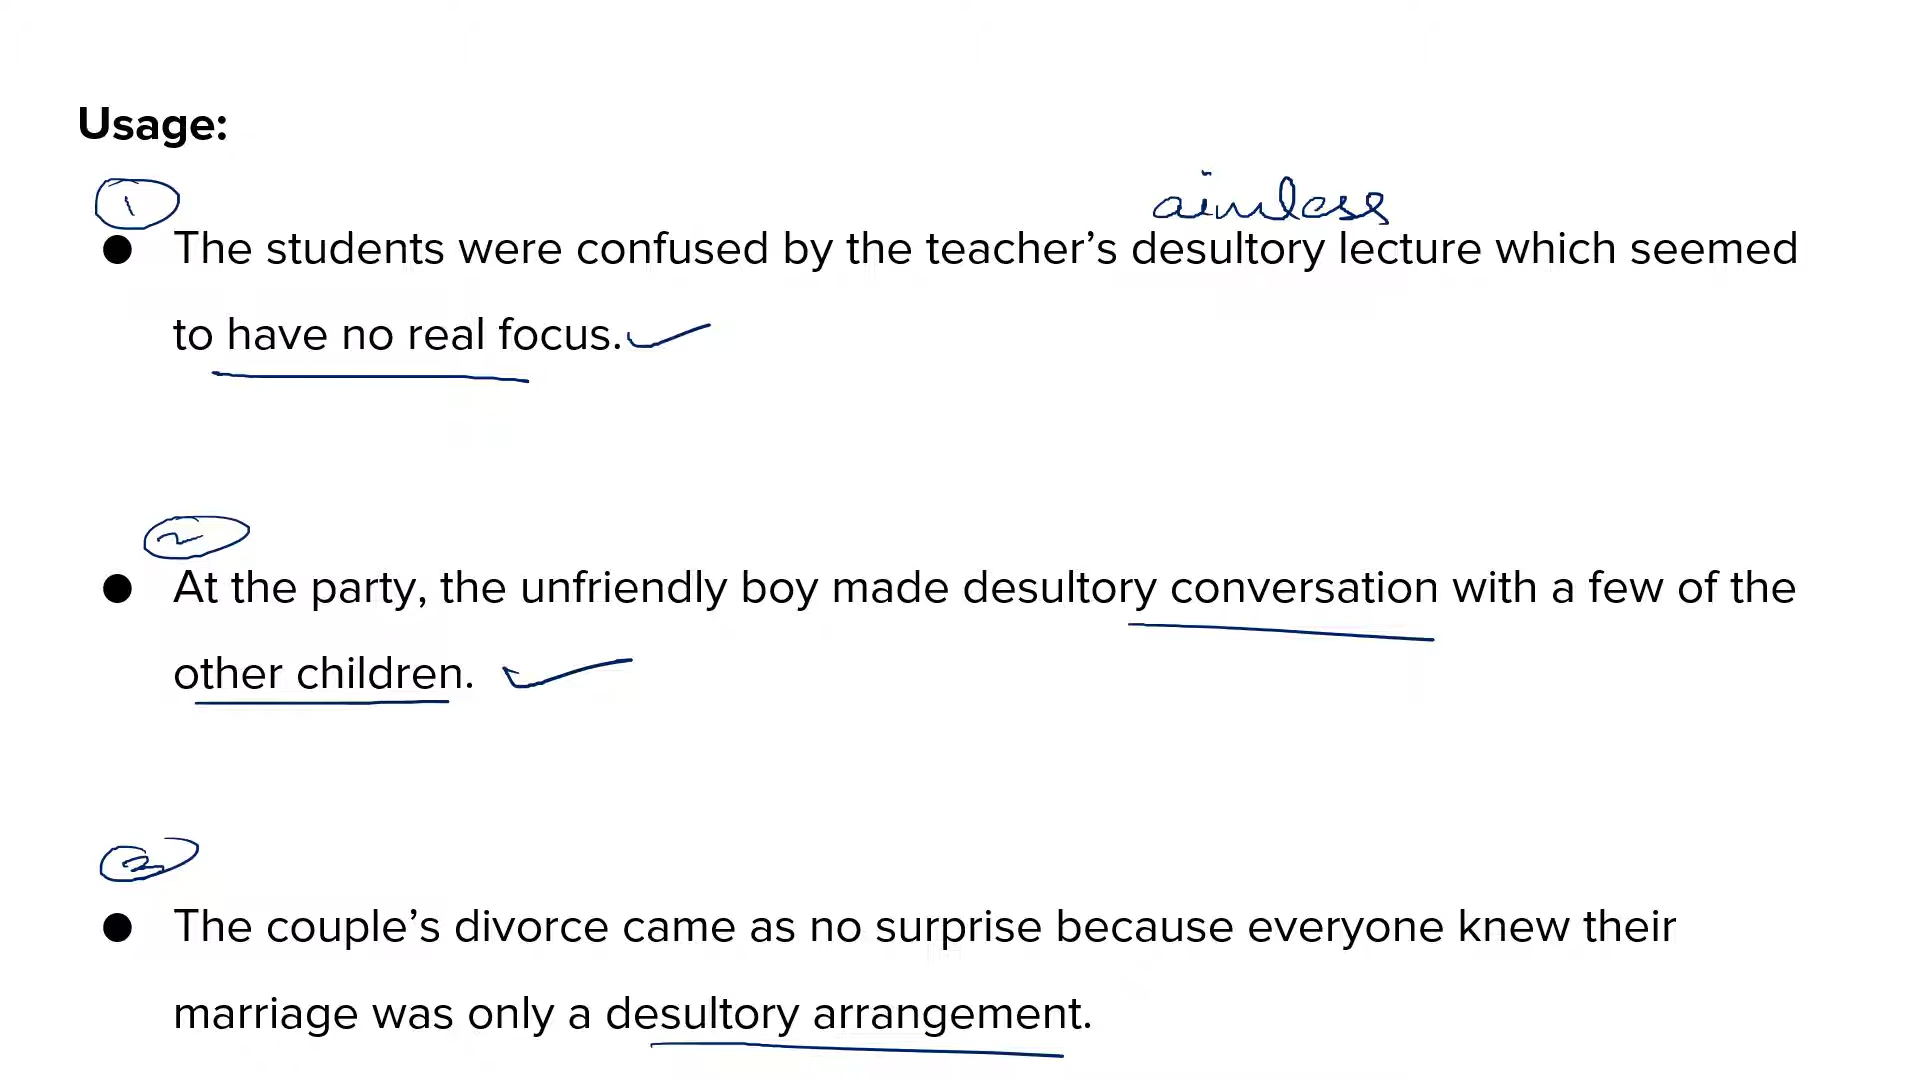 Usage:
1
aimless
● The students were confused by the teacher’s desultory lecture which seemed
to have no real focus.
2
● At the party, the unfriendly boy made desultory conversation with a few of the
other children.
3
● The couple’s divorce came as no surprise because everyone knew their
marriage was only a desultory arrangement.